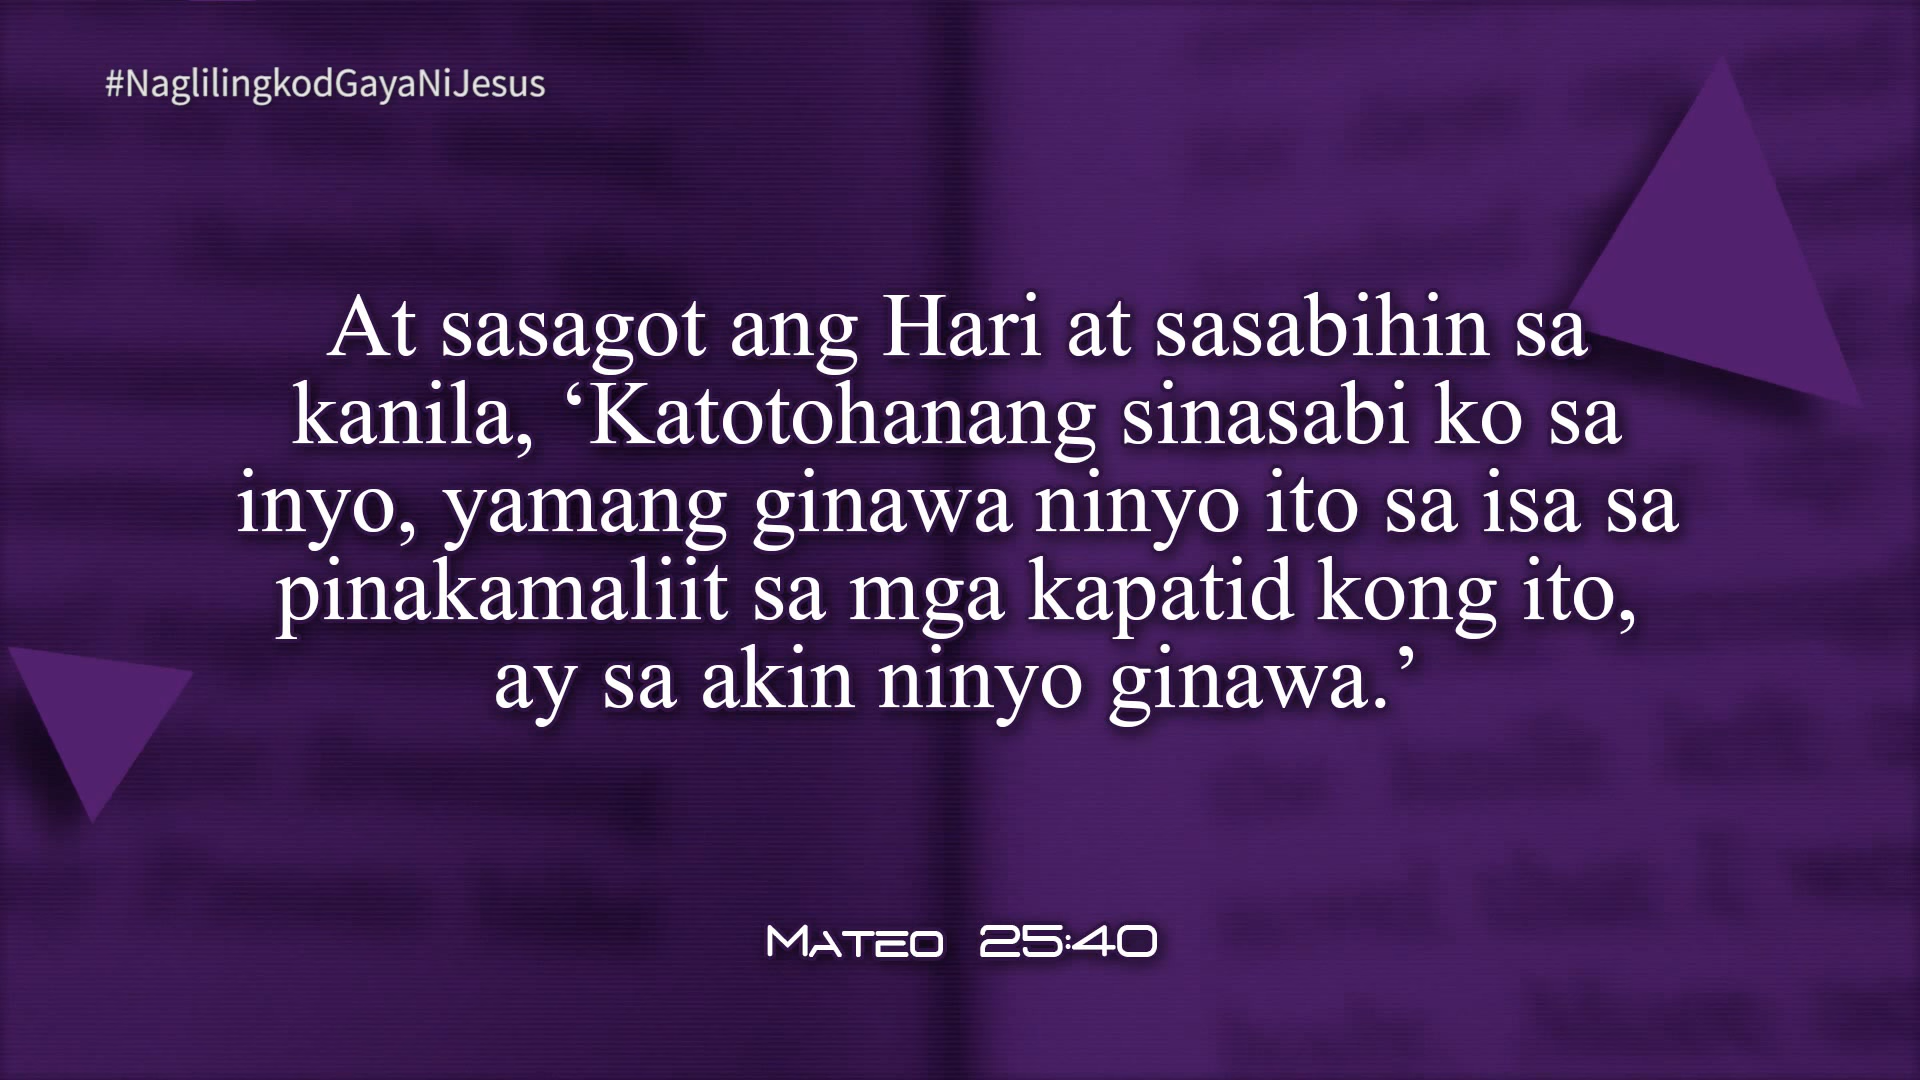 #NaglilingkodGayaNiJesus
At sasagot ang Hari at sasabihin sa
kanila, ‘Katotohanang sinasabi ko sa
inyo, yamang ginawa ninyo ito sa isa sa
pinakamaliit sa mga kapatid kong ito,
ay sa akin ninyo ginawa.’
Mateo 25:40